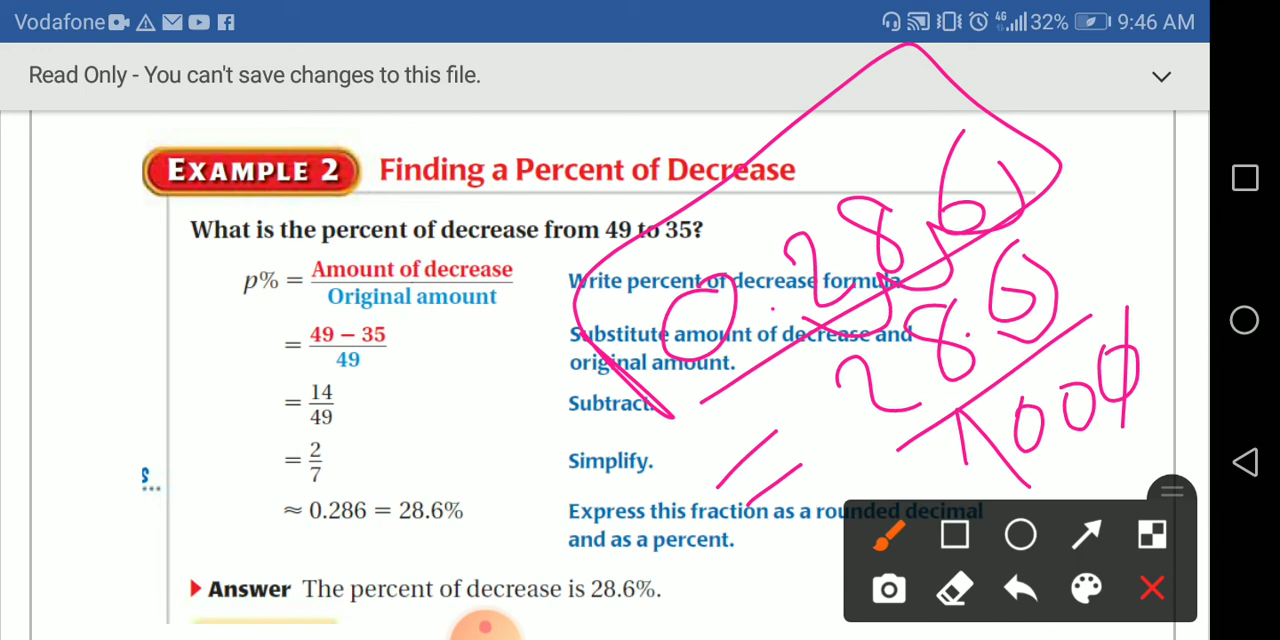 Vodafone 4G 32% 9:46 AM
Read Only - You can't save changes to this file.
EXAMPLE 2 Finding a Percent of Decrease
What is the percent of decrease from 49 to 35?
p% = Amount of decrease / Original amount Write percent of decrease formula.
= 49 − 35 / 49 Substitute amount of decrease and original amount.
= 14 / 49 Subtract.
= 2 / 7 Simplify.
≈ 0.286 = 28.6% Express this fraction as a rounded decimal and as a percent.
Answer The percent of decrease is 28.6%.
0.286
= 28.6